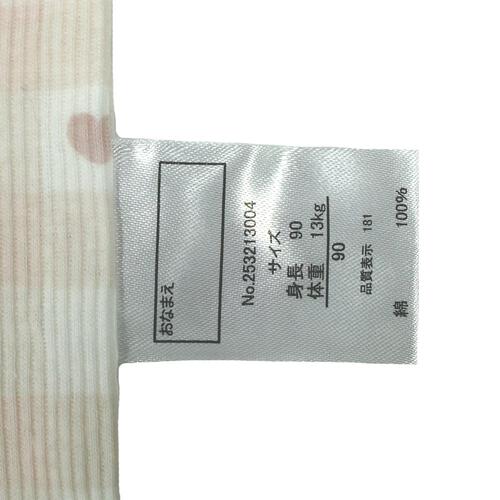 おなまえ
No.253213004
サイズ
身長 90
体重 13kg
90
品質表示 181
綿 100%